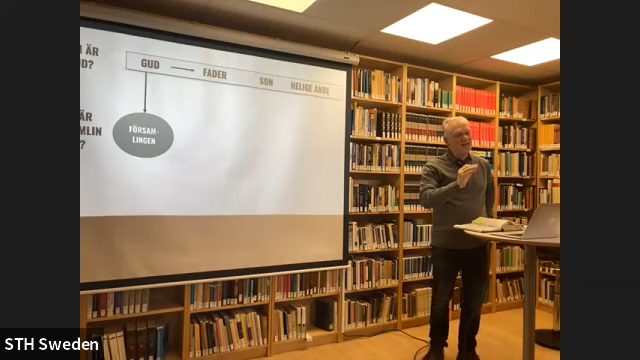 N ÄR
D?
GUD
FADER
SON
HELIGE ANDE
ÄR
MLIN
?
FÖRSAM-
LINGEN
STH Sweden